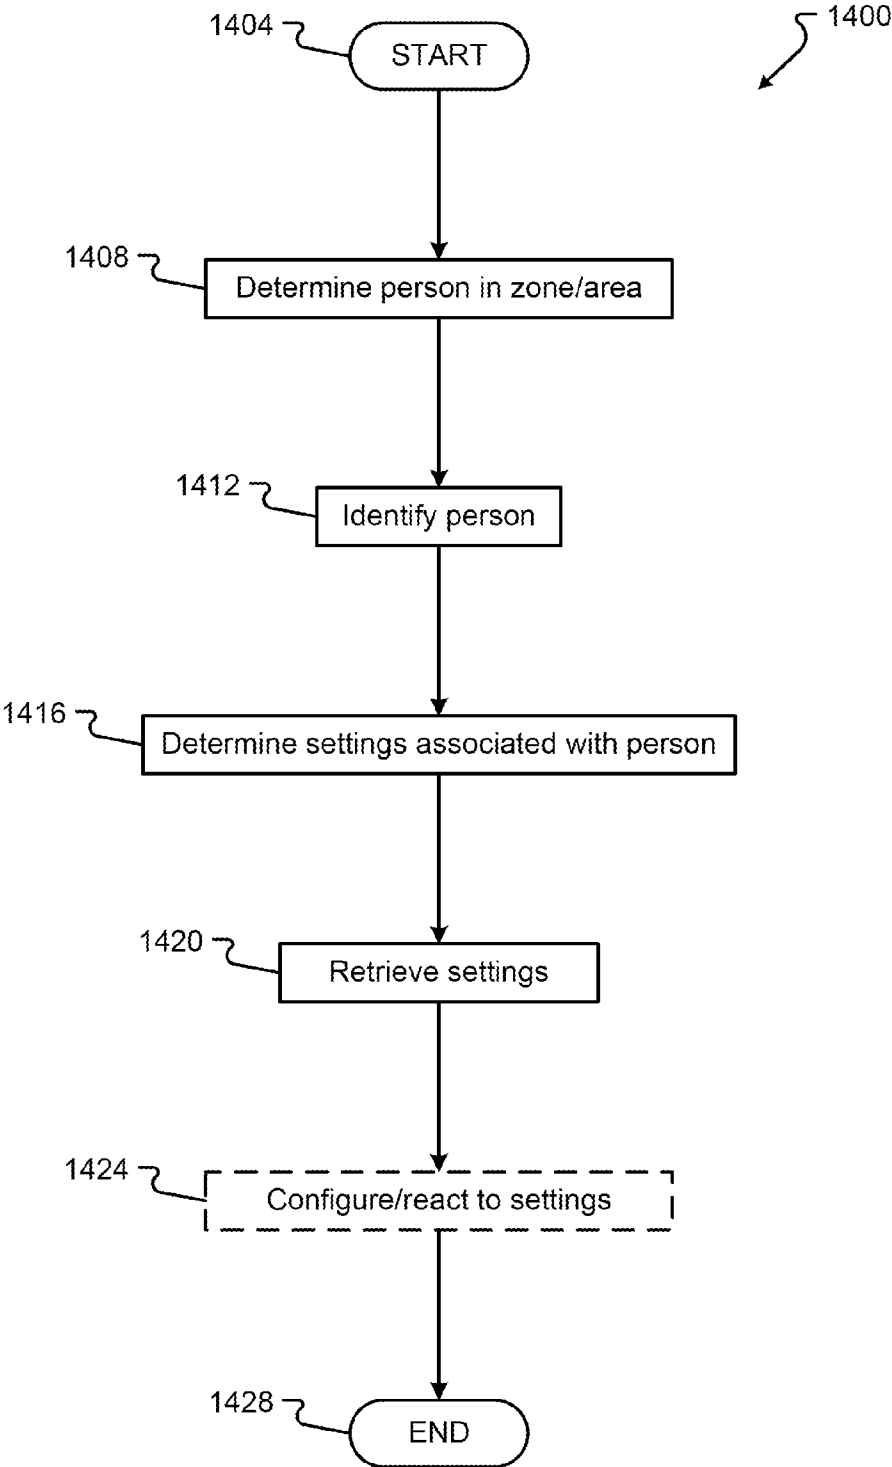 1400
1404
START
1408
Determine person in zone/area
1412
Identify person
1416
Determine settings associated with person
1420
Retrieve settings
1424
Configure/react to settings
1428
END